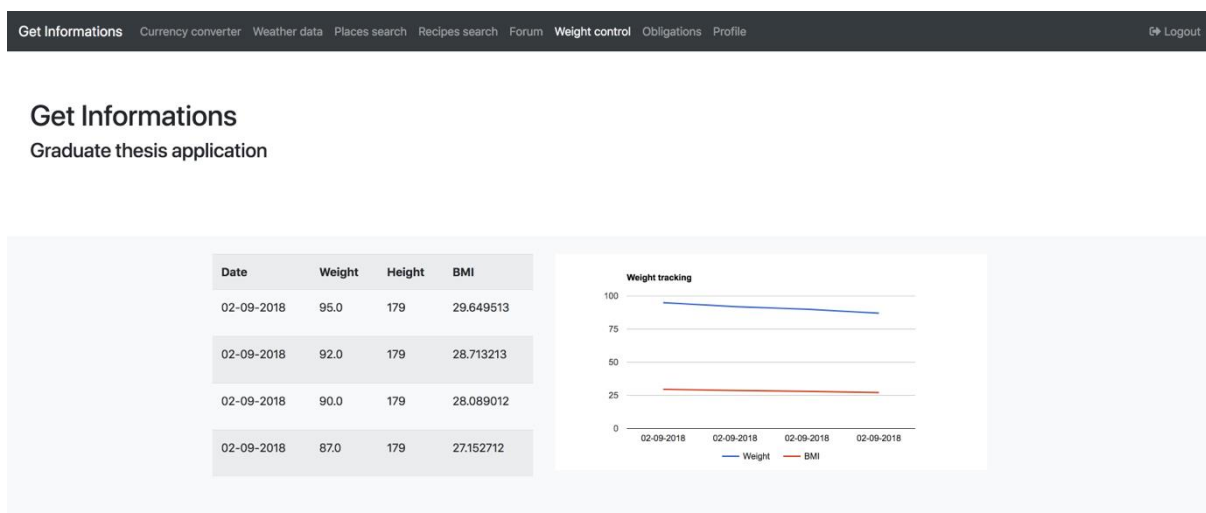 Get Informations Currency converter Weather data Places search Recipes search Forum Weight control Obligations Profile Logout
Get Informations
Graduate thesis application
Date Weight Height BMI
02-09-2018 95.0 179 29.649513
02-09-2018 92.0 179 28.713213
02-09-2018 90.0 179 28.089012
02-09-2018 87.0 179 27.152712
Weight tracking
100
75
50
25
0
02-09-2018 02-09-2018 02-09-2018 02-09-2018
Weight BMI